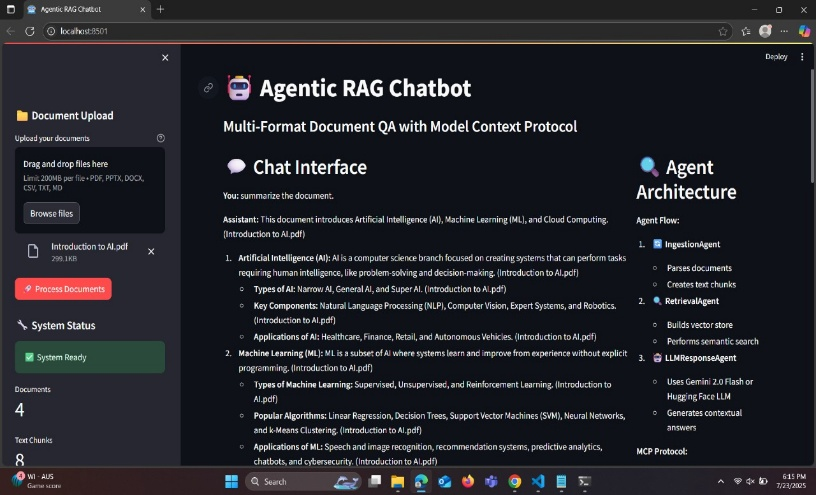 Agentic RAG Chatbot
localhost:8501
Deploy
Document Upload
Upload your documents
Drag and drop files here
Limit 200MB per file • PDF, PPTX, DOCX,
CSV, TXT, MD
Browse files
Introduction to AI.pdf
299.1KB
Process Documents
System Status
System Ready
Documents
4
Text Chunks
8
Agentic RAG Chatbot
Multi-Format Document QA with Model Context Protocol
Chat Interface
You: summarize the document.
Assistant: This document introduces Artificial Intelligence (AI), Machine Learning (ML), and Cloud Computing.
(Introduction to AI.pdf)
1. Artificial Intelligence (AI): AI is a computer science branch focused on creating systems that can perform tasks
requiring human intelligence, like problem-solving and decision-making. (Introduction to AI.pdf)
Types of AI: Narrow AI, General AI, and Super AI. (Introduction to AI.pdf)
Key Components: Natural Language Processing (NLP), Computer Vision, Expert Systems, and Robotics.
(Introduction to AI.pdf)
Applications of AI: Healthcare, Finance, Retail, and Autonomous Vehicles. (Introduction to AI.pdf)
2. Machine Learning (ML): ML is a subset of AI where systems learn and improve from experience without explicit
programming. (Introduction to AI.pdf)
Types of Machine Learning: Supervised, Unsupervised, and Reinforcement Learning. (Introduction to
AI.pdf)
Popular Algorithms: Linear Regression, Decision Trees, Support Vector Machines (SVM), Neural Networks,
and k-Means Clustering. (Introduction to AI.pdf)
Applications of ML: Speech and image recognition, recommendation systems, predictive analytics,
chatbots, and cybersecurity. (Introduction to AI.pdf)
Agent
Architecture
Agent Flow:
1. IngestionAgent
Parses documents
Creates text chunks
2. RetrievalAgent
Builds vector store
Performs semantic search
3. LLMResponseAgent
Uses Gemini 2.0 Flash or
Hugging Face LLM
Generates contextual
answers
MCP Protocol:
4
WI - AUS
Game score
Search
6:15 PM
7/23/2025